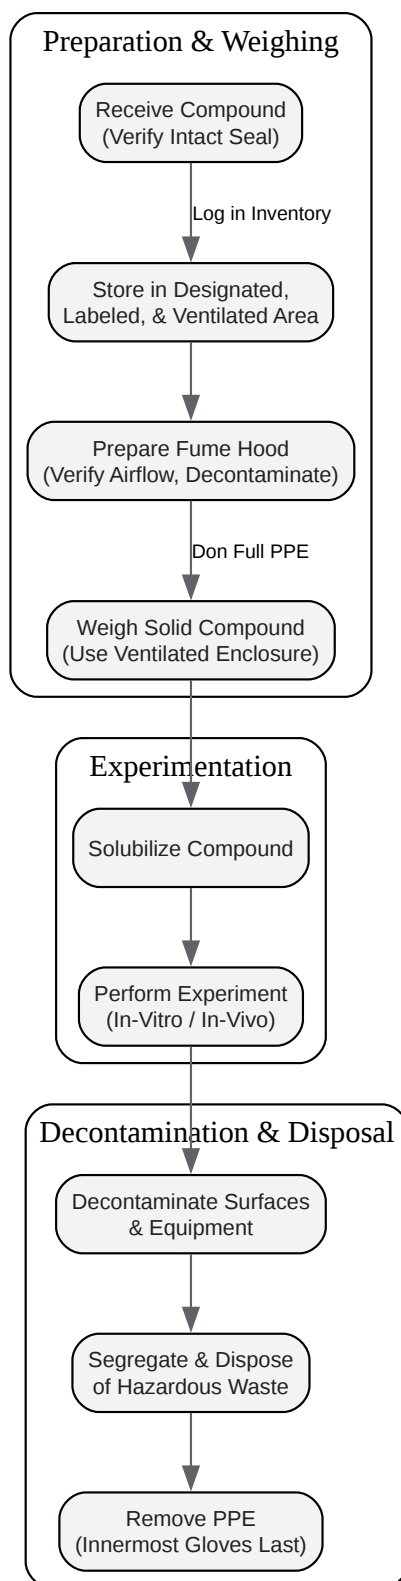 Preparation & Weighing
Receive Compound
(Verify Intact Seal)
Log in Inventory
Store in Designated,
Labeled, & Ventilated Area
Prepare Fume Hood
(Verify Airflow, Decontaminate)
Don Full PPE
Weigh Solid Compound
(Use Ventilated Enclosure)
Experimentation
Solubilize Compound
Perform Experiment
(In-Vitro / In-Vivo)
Decontamination & Disposal
Decontaminate Surfaces
& Equipment
Segregate & Dispose
of Hazardous Waste
Remove PPE
(Innermost Gloves Last)